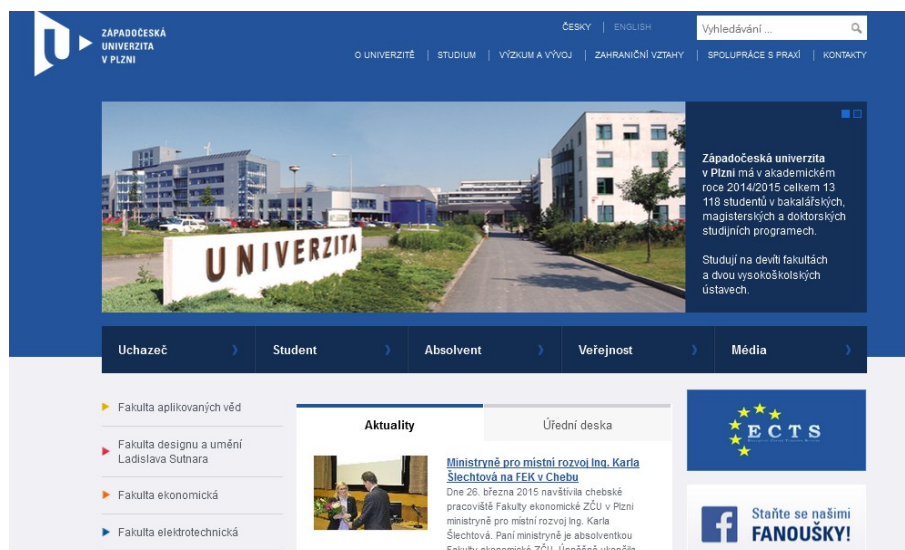 ZÁPADOČESKÁ
UNIVERZITA
V PLZNI
ČESKY | ENGLISH
Vyhledávání ...
O UNIVERZITĚ | STUDIUM | VÝZKUM A VÝVOJ | ZAHRANIČNÍ VZTAHY | SPOLUPRÁCE S PRAXÍ | KONTAKTY
UNIVERZITA
Západočeská univerzita
v Plzni má v akademickém
roce 2014/2015 celkem 13
118 studentů v bakalářských,
magisterských a doktorských
studijních programech.
Studují na devíti fakultách
a dvou vysokoškolských
ústavech.
Uchazeč
Student
Absolvent
Veřejnost
Média
Fakulta aplikovaných věd
Fakulta designu a umění
Ladislava Sutnara
Fakulta ekonomická
Fakulta elektrotechnická
Aktuality
Úřední deska
Ministryně pro místní rozvoj Ing. Karla
Šlechtová na FEK v Chebu
Dne 26. března 2015 navštívila chebské
pracoviště Fakulty ekonomické ZČU v Plzni
ministryně pro místní rozvoj Ing. Karla
Šlechtová. Paní ministryně je absolventkou
Fakulty ekonomické ZČU. Úspěšně ukončila
ECTS
Staňte se našimi
FANOUŠKY!